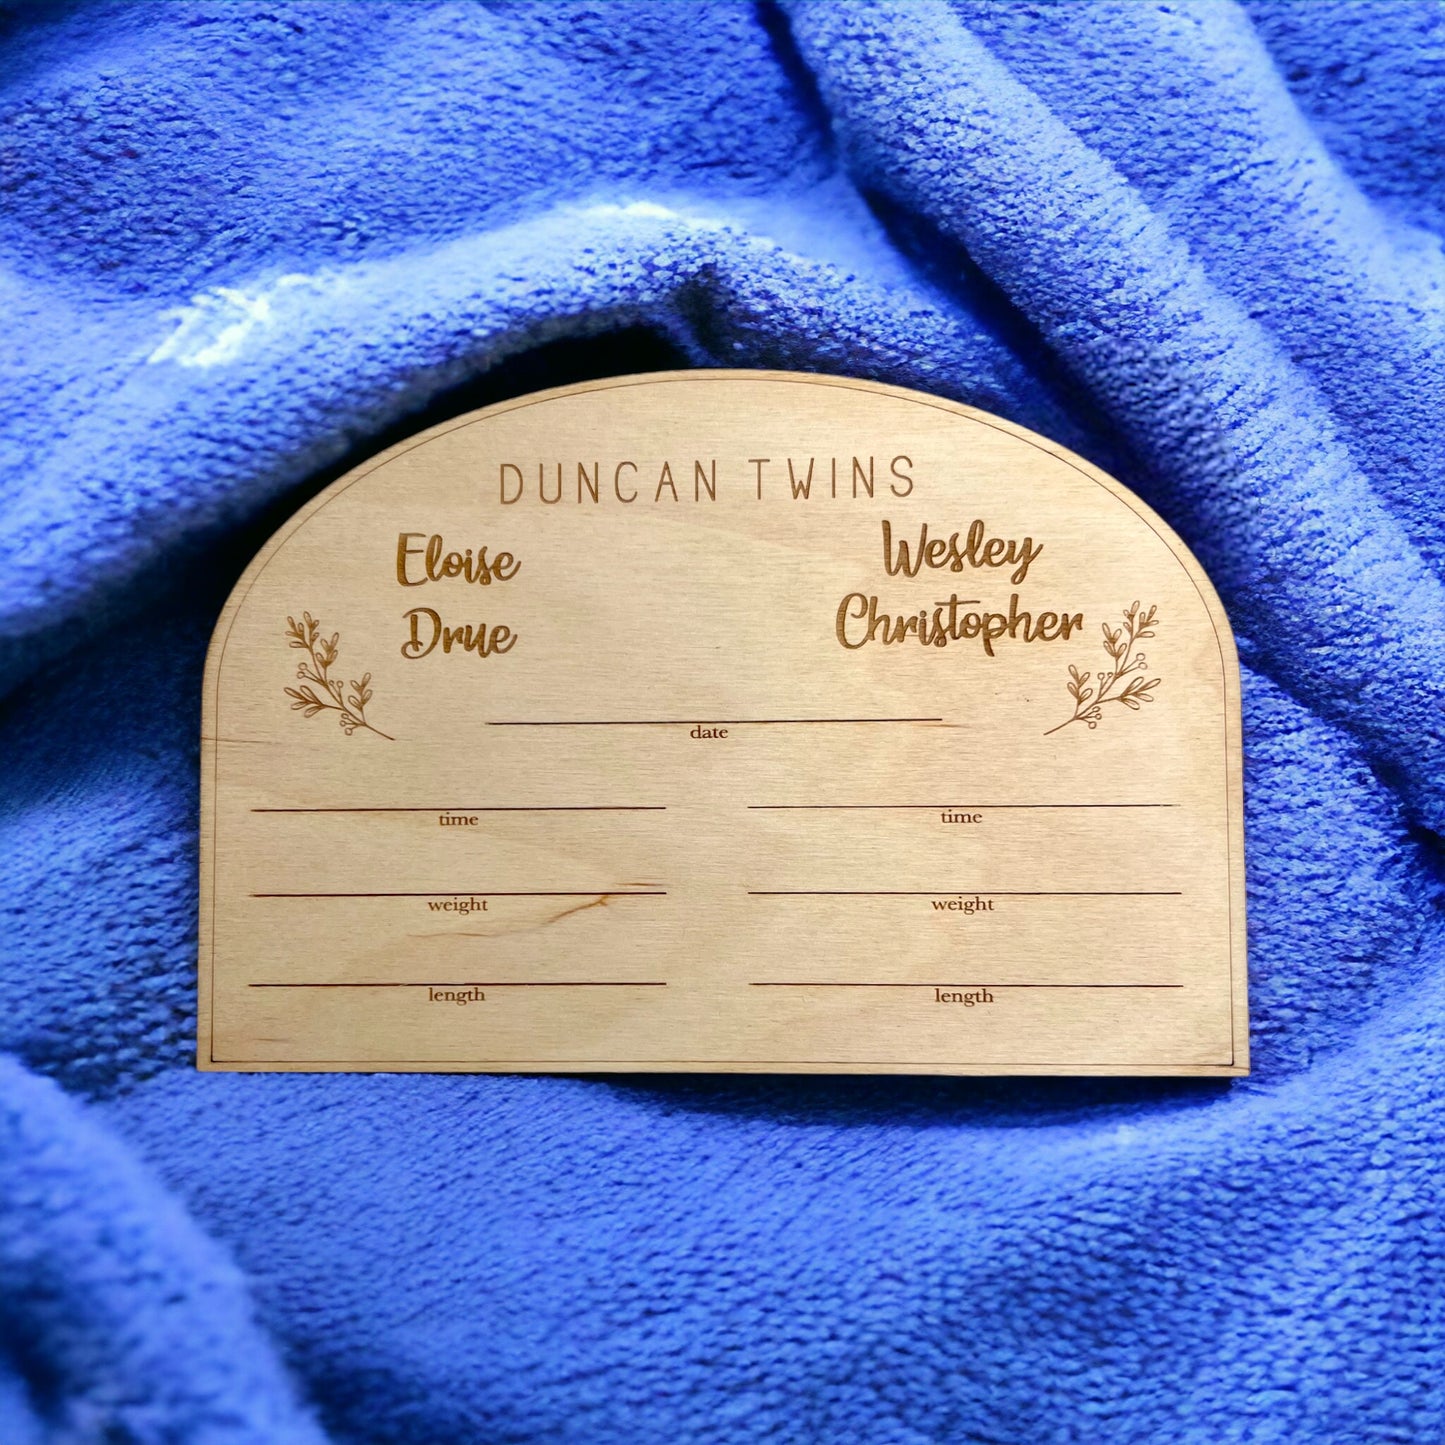 DUNCAN TWINS
Eloise
Drue
Wesley
Christopher
date
time
weight
length
time
weight
length